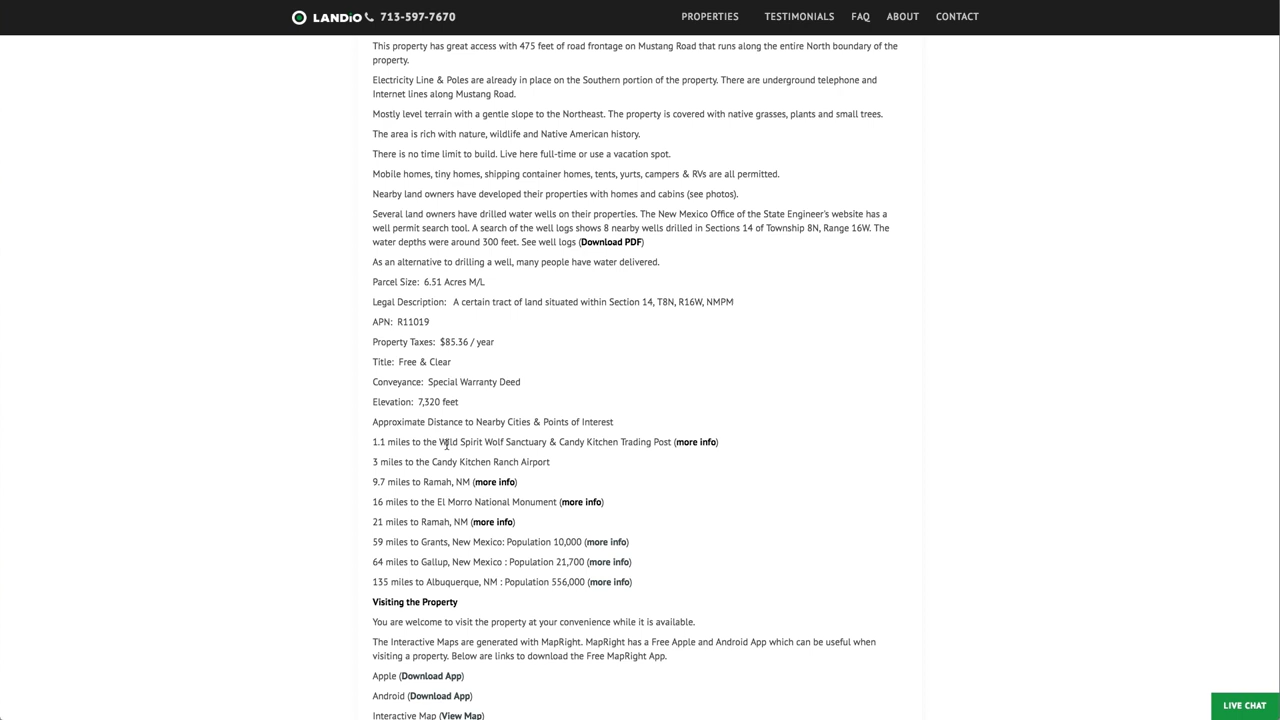 LANDiO 713-597-7670 PROPERTIES TESTIMONIALS FAQ ABOUT CONTACT
This property has great access with 475 feet of road frontage on Mustang Road that runs along the entire North boundary of the
property.
Electricity Line & Poles are already in place on the Southern portion of the property. There are underground telephone and
Internet lines along Mustang Road.
Mostly level terrain with a gentle slope to the Northeast. The property is covered with native grasses, plants and small trees.
The area is rich with nature, wildlife and Native American history.
There is no time limit to build. Live here full-time or use a vacation spot.
Mobile homes, tiny homes, shipping container homes, tents, yurts, campers & RVs are all permitted.
Nearby land owners have developed their properties with homes and cabins (see photos).
Several land owners have drilled water wells on their properties. The New Mexico Office of the State Engineer's website has a
well permit search tool. A search of the well logs shows 8 nearby wells drilled in Sections 14 of Township 8N, Range 16W. The
water depths were around 300 feet. See well logs (Download PDF)
As an alternative to drilling a well, many people have water delivered.
Parcel Size: 6.51 Acres M/L
Legal Description: A certain tract of land situated within Section 14, T8N, R16W, NMPM
APN: R11019
Property Taxes: $85.36 / year
Title: Free & Clear
Conveyance: Special Warranty Deed
Elevation: 7,320 feet
Approximate Distance to Nearby Cities & Points of Interest
1.1 miles to the Wild Spirit Wolf Sanctuary & Candy Kitchen Trading Post (more info)
3 miles to the Candy Kitchen Ranch Airport
9.7 miles to Ramah, NM (more info)
16 miles to the El Morro National Monument (more info)
21 miles to Ramah, NM (more info)
59 miles to Grants, New Mexico: Population 10,000 (more info)
64 miles to Gallup, New Mexico : Population 21,700 (more info)
135 miles to Albuquerque, NM : Population 556,000 (more info)
Visiting the Property
You are welcome to visit the property at your convenience while it is available.
The Interactive Maps are generated with MapRight. MapRight has a Free Apple and Android App which can be useful when
visiting a property. Below are links to download the Free MapRight App.
Apple (Download App)
Android (Download App)
Interactive Map (View Map)
LIVE CHAT